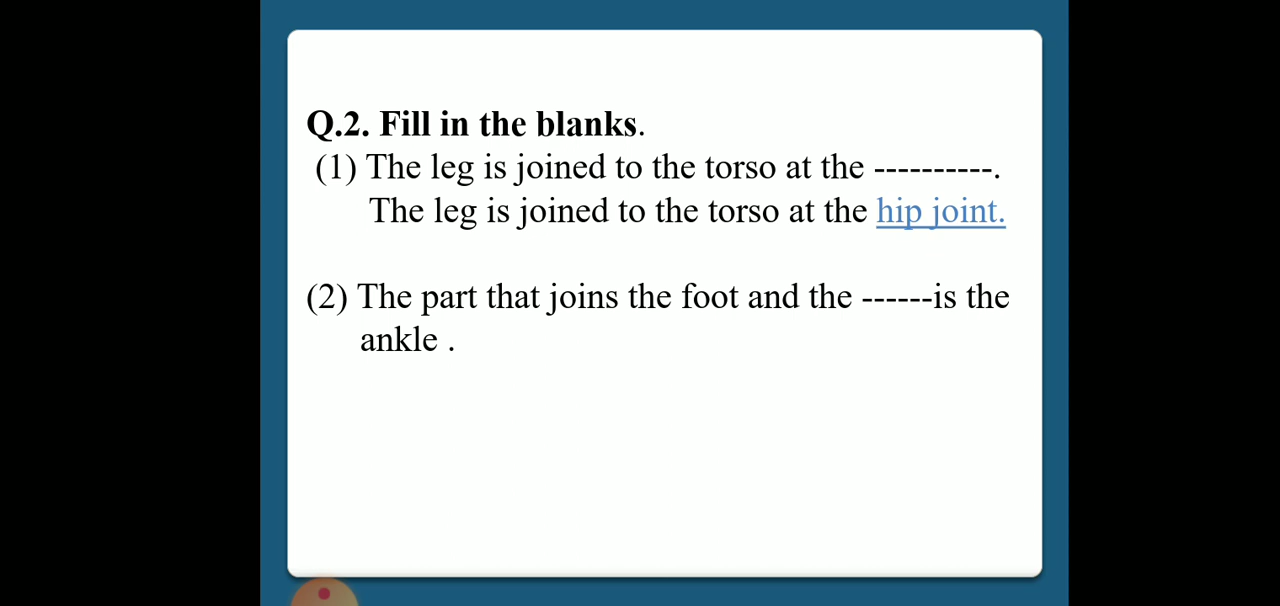 Q.2. Fill in the blanks.
(1) The leg is joined to the torso at the ----------.
The leg is joined to the torso at the hip joint.
(2) The part that joins the foot and the ------is the
ankle .